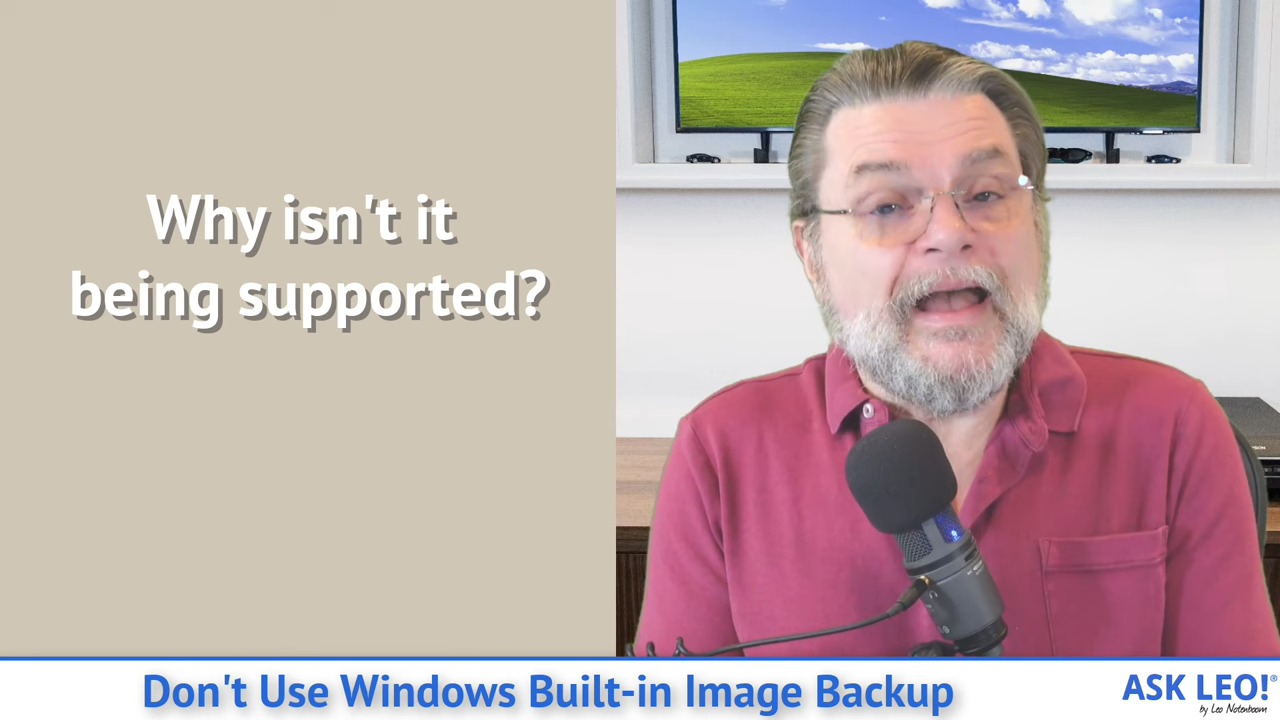 Why isn't it
being supported?
Don't Use Windows Built-in Image Backup
ASK LEO!®
by Leo Notenboom